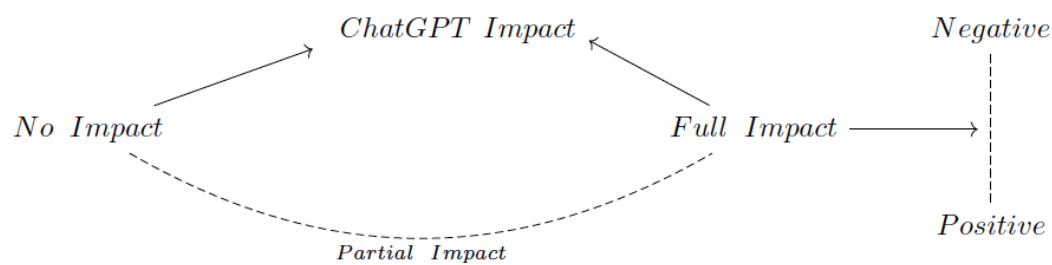 ChatGPT Impact
Negative
No Impact
Full Impact
Positive
Partial Impact